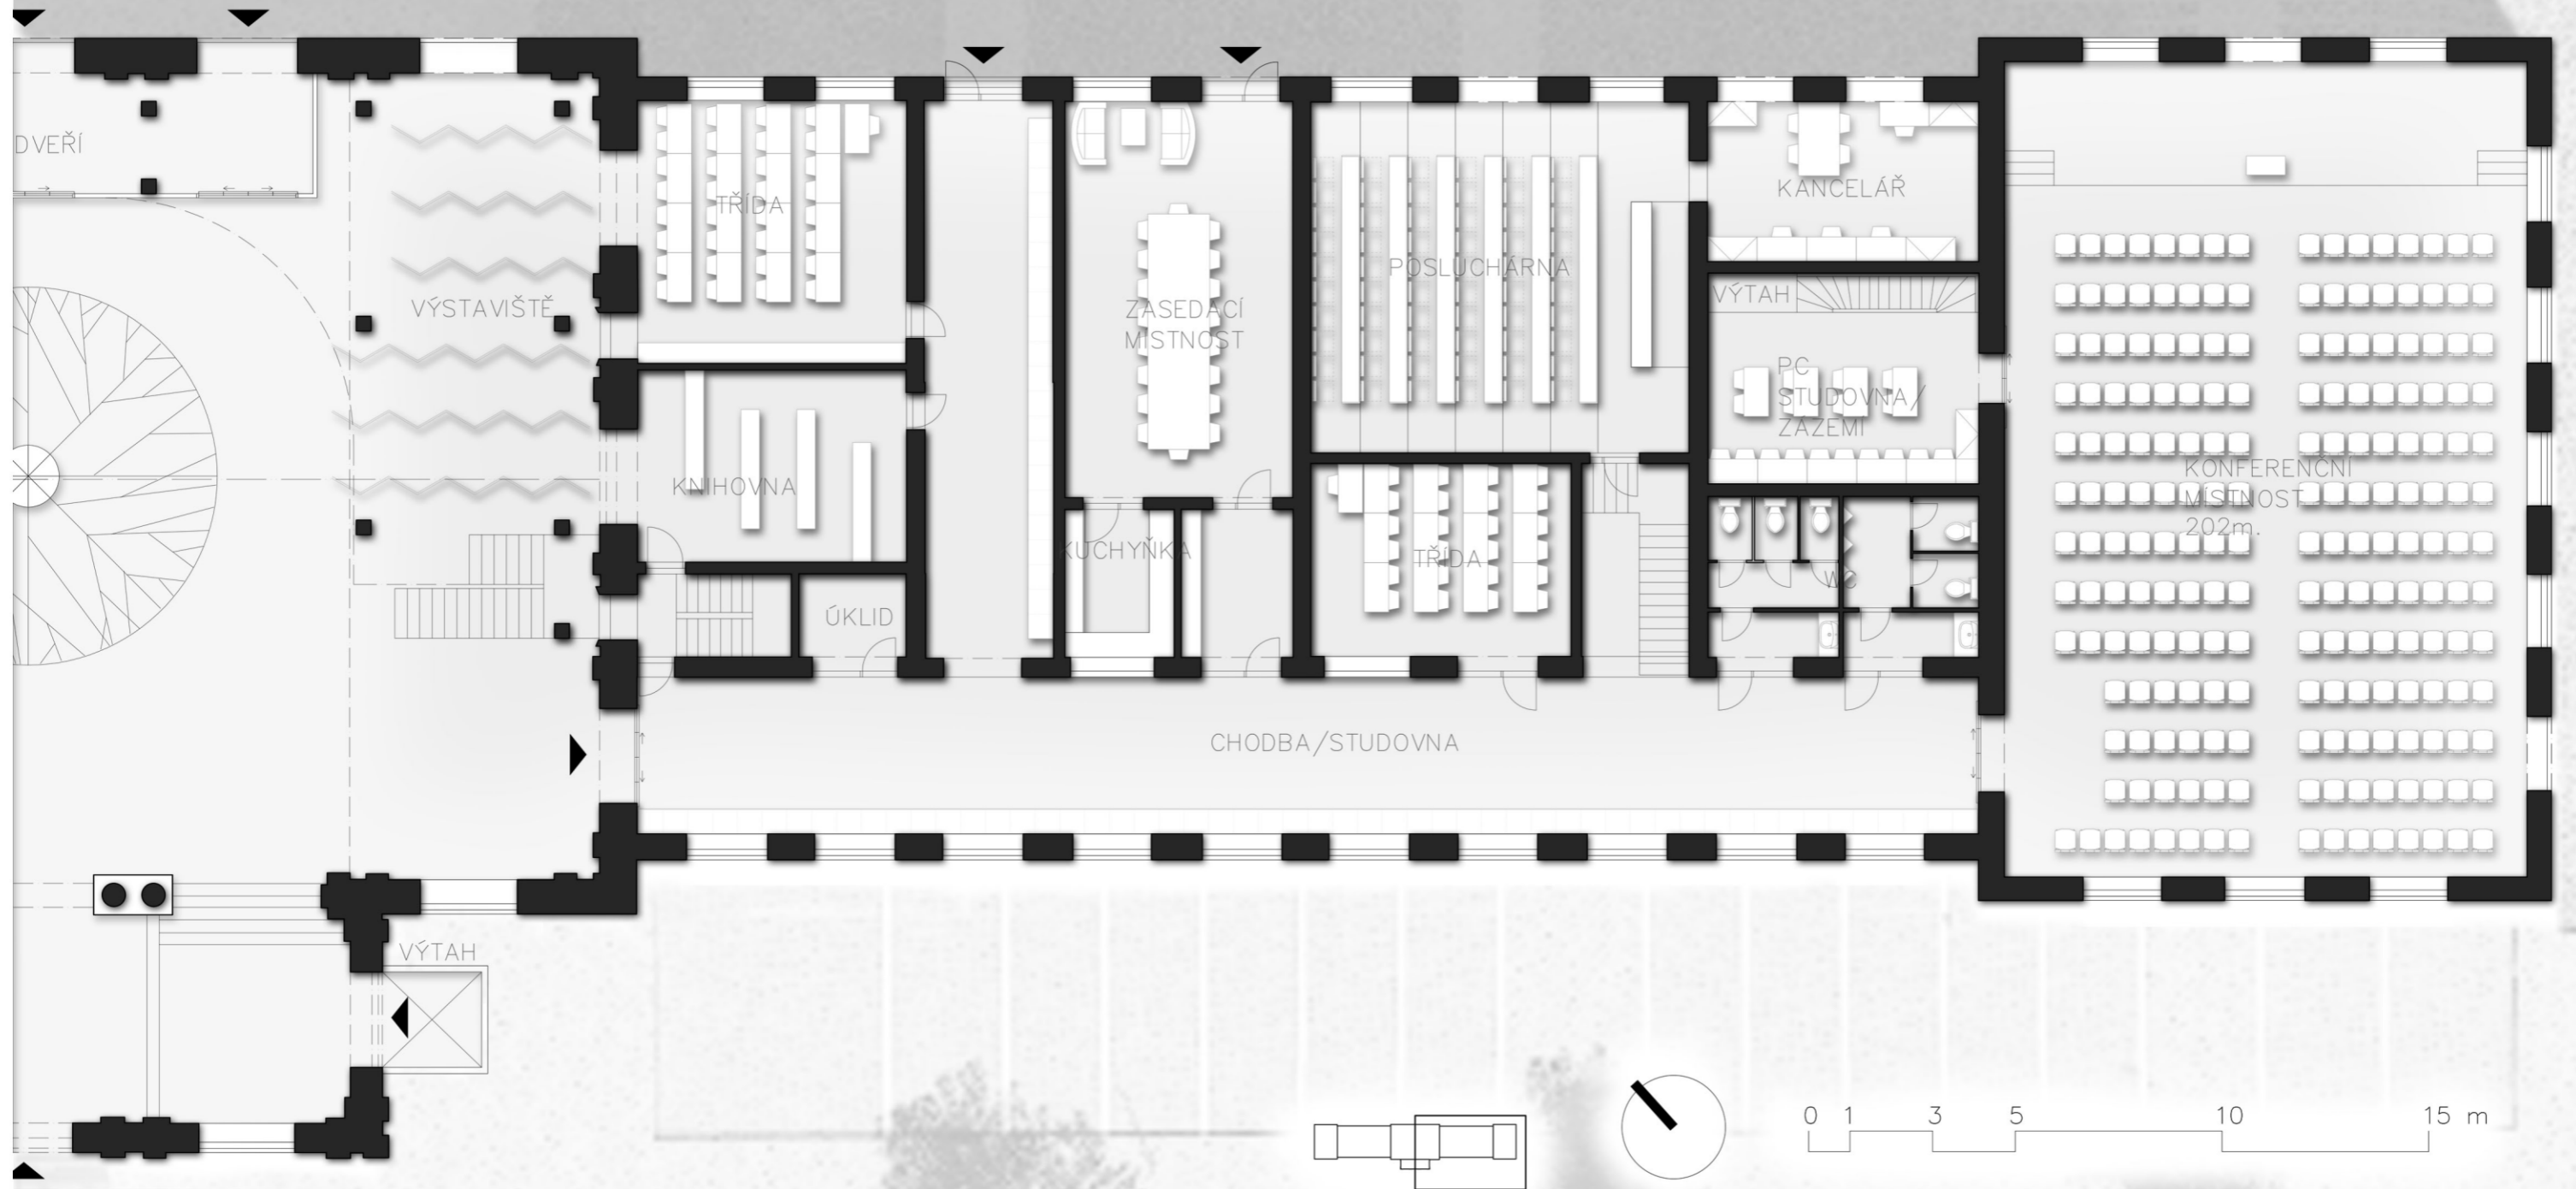 DVEŘÍ
TŘÍDA
VÝSTAVIŠTĚ
KNIHOVNA
ÚKLID
ZASEDACÍ
MÍSTNOST
KUCHYŇKA
POSLUCHÁRNA
TŘÍDA
KANCELÁŘ
VÝTAH
PC
STUDOVNA/
ZÁZEMÍ
WC
KONFERENČNÍ
MÍSTNOST
202m.
CHODBA/STUDOVNA
VÝTAH
0 1 3 5 10 15 m